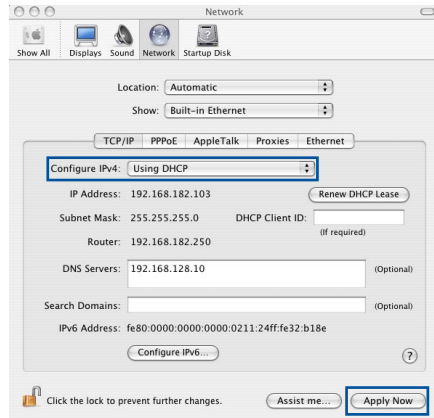 Network
Show All Displays Sound Network Startup Disk
Location: Automatic
Show: Built-in Ethernet
TCP/IP PPPoE AppleTalk Proxies Ethernet
Configure IPv4: Using DHCP
IP Address: 192.168.182.103 Renew DHCP Lease
Subnet Mask: 255.255.255.0 DHCP Client ID:
(If required)
Router: 192.168.182.250
DNS Servers: 192.168.128.10 (Optional)
Search Domains: (Optional)
IPv6 Address: fe80:0000:0000:0000:0211:24ff:fe32:b18e
Configure IPv6... ?
Click the lock to prevent further changes. Assist me... Apply Now